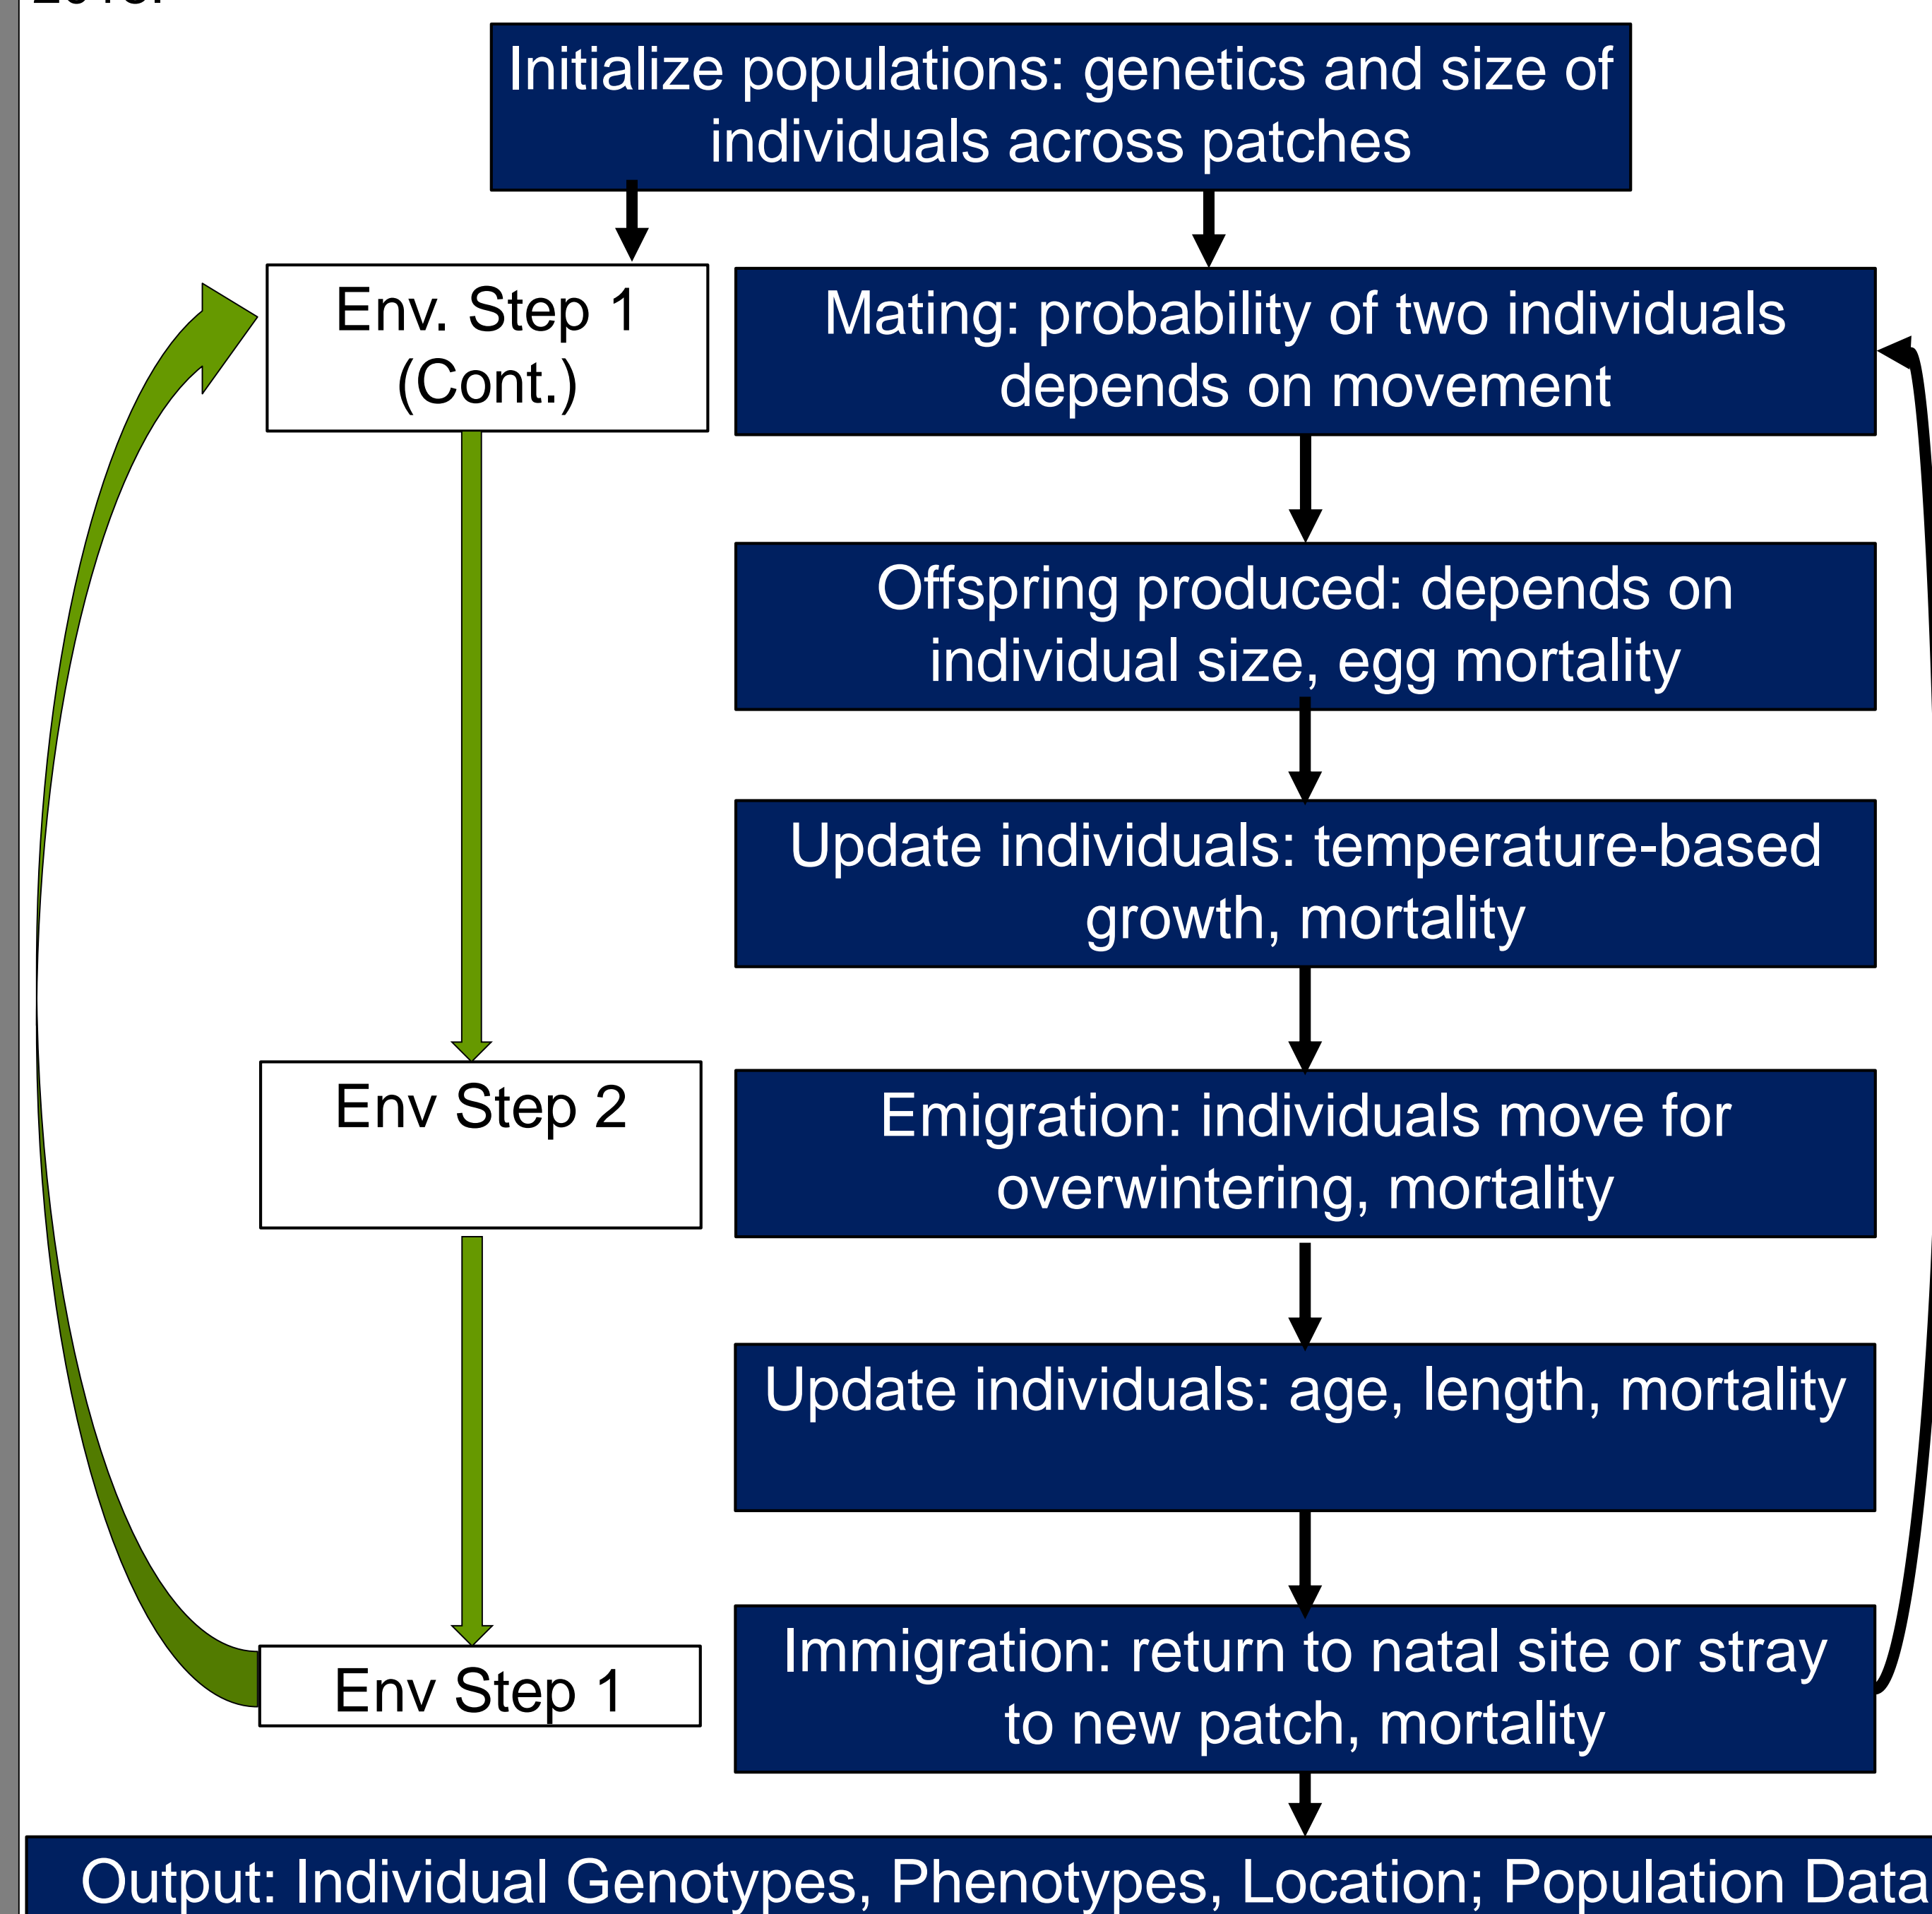 Initialize populations: genetics and size of
individuals across patches
Env. Step 1
(Cont.)
Mating: probability of two individuals
depends on movement
Offspring produced: depends on
individual size, egg mortality
Update individuals: temperature-based
growth, mortality
Env Step 2
Emigration: individuals move for
overwintering, mortality
Update individuals: age, length, mortality
Env Step 1
Immigration: return to natal site or stray
to new patch, mortality
Output: Individual Genotypes, Phenotypes, Location; Population Data